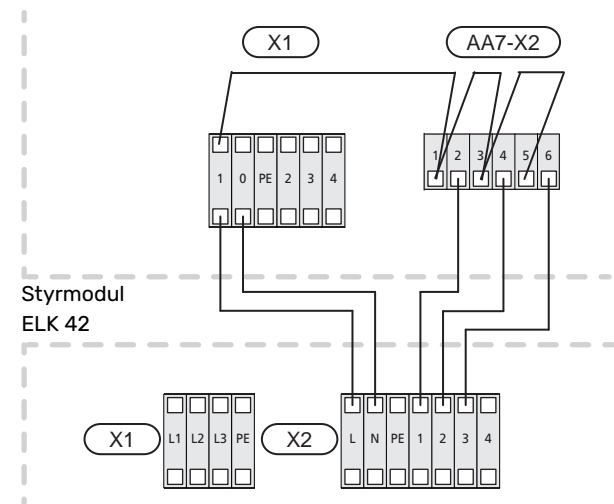 X1
AA7-X2
1 0 PE 2 3 4
1 2 3 4 5 6
Styrmodul
ELK 42
X1
L1 L2 L3 PE
X2
L N PE 1 2 3 4